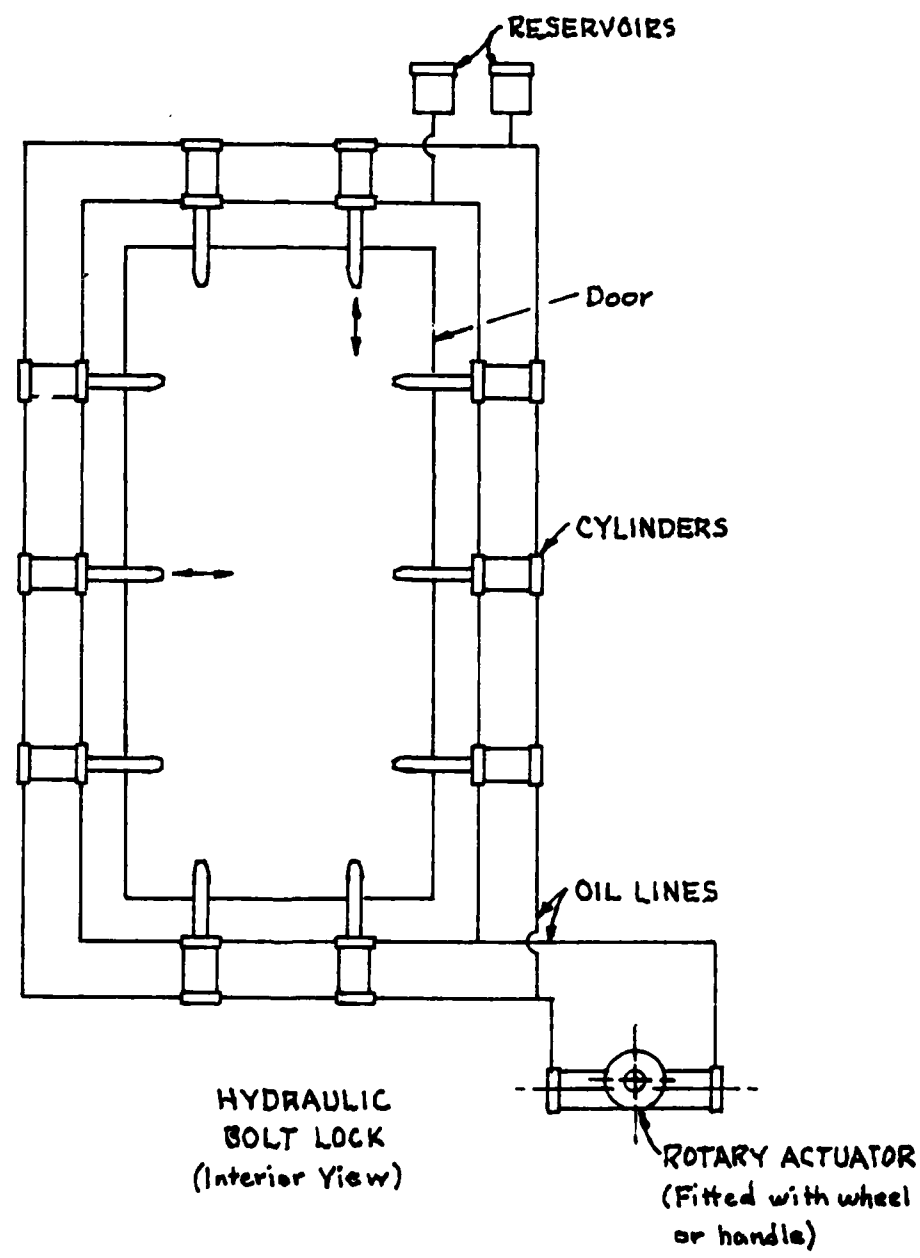 RESERVOIRS
Door
CYLINDERS
OIL LINES
HYDRAULIC
BOLT LOCK
(Interior View)
ROTARY ACTUATOR
(Fitted with wheel
or handle)